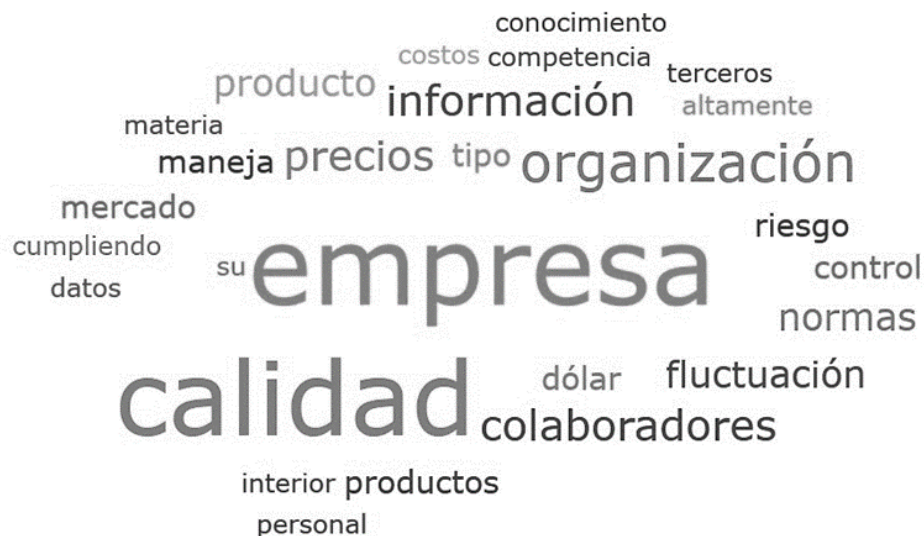 conocimiento
costos competencia
terceros
producto información altamente
materia
maneja precios tipo organización
mercado
riesgo
cumpliendo
su empresa control
datos
normas
calidad dólar fluctuación
colaboradores
interior productos
personal